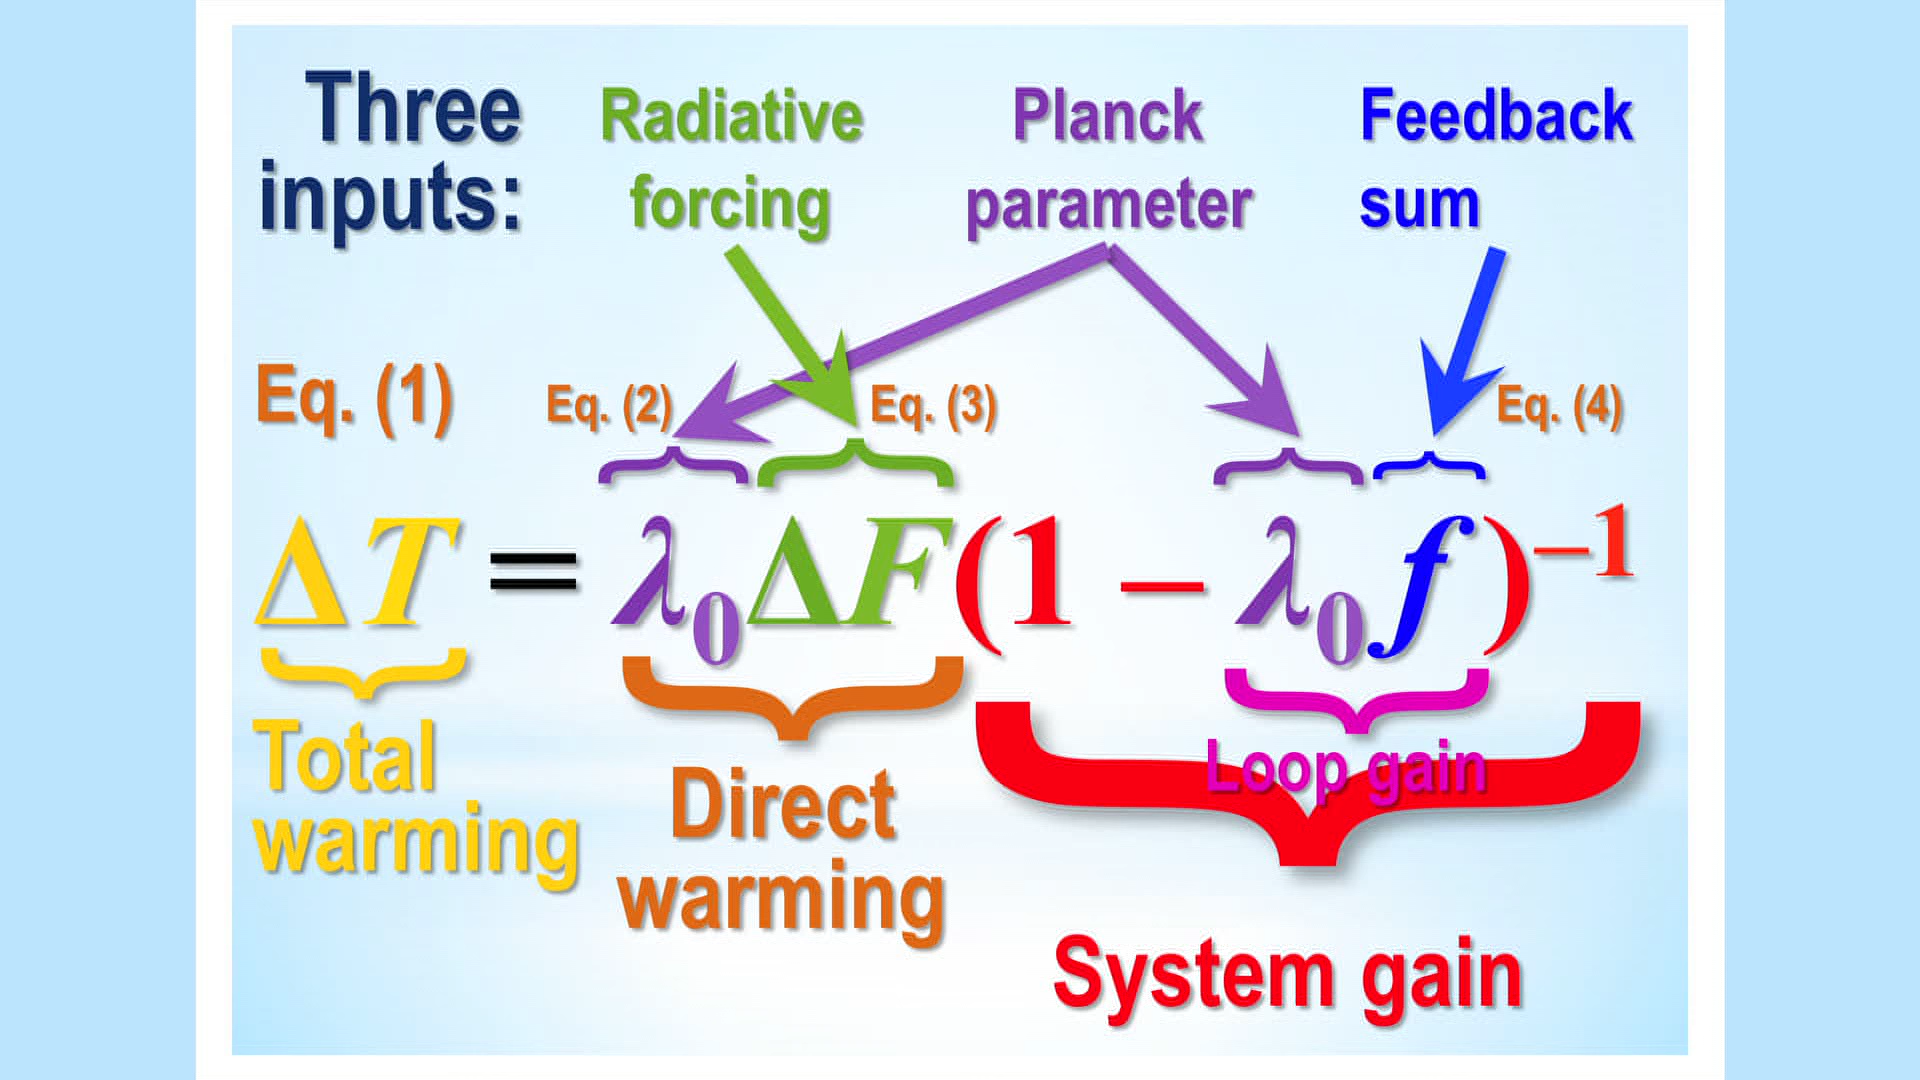 Three inputs:
Radiative forcing
Planck parameter
Feedback sum
Eq. (1)
Eq. (2)
Eq. (3)
Eq. (4)
ΔT = λ₀ΔF(1 – λ₀f)⁻¹
Total warming
Direct warming
Loop gain
System gain